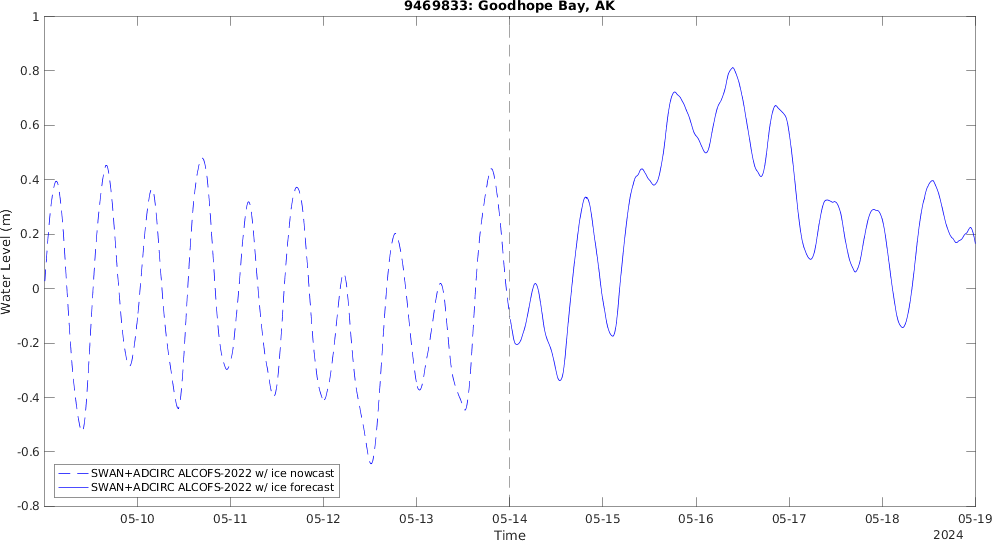 9469833: Goodhope Bay, AK
1
0.8
0.6
0.4
0.2
0
-0.2
-0.4
-0.6
-0.8
Water Level (m)
SWAN+ADCIRC ALCOFS-2022 w/ ice nowcast
SWAN+ADCIRC ALCOFS-2022 w/ ice forecast
05-10 05-11 05-12 05-13 05-14 05-15 05-16 05-17 05-18 05-19
Time
2024